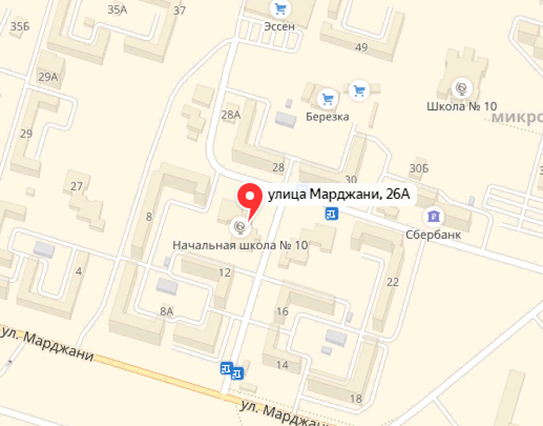 35А
37
35Б
Эссен
49
29А
Школа № 10
28А
Березка
микро
29
28
30
30Б
27
улица Марджани, 26А
8
Сбербанк
Начальная школа № 10
4
12
22
8А
16
ул. Марджани
14
18
ул. Марджани